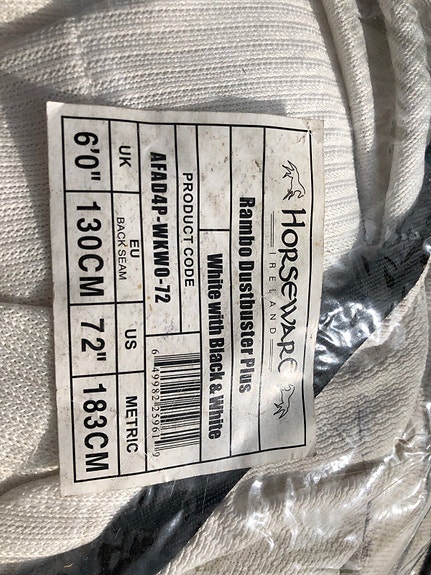 HORSEWARE
IRELAND
Rambo Dustbuster Plus
White with Black & White
PRODUCT CODE
AFAD4P-WKW0-72
UK
EU
BACK SEAM
US
METRIC
6'0"
130CM
72"
183CM